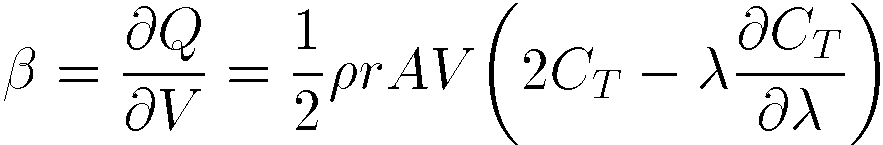 β = ∂Q/∂V = 1/2 ρrAV(2C_T − λ ∂C_T/∂λ)